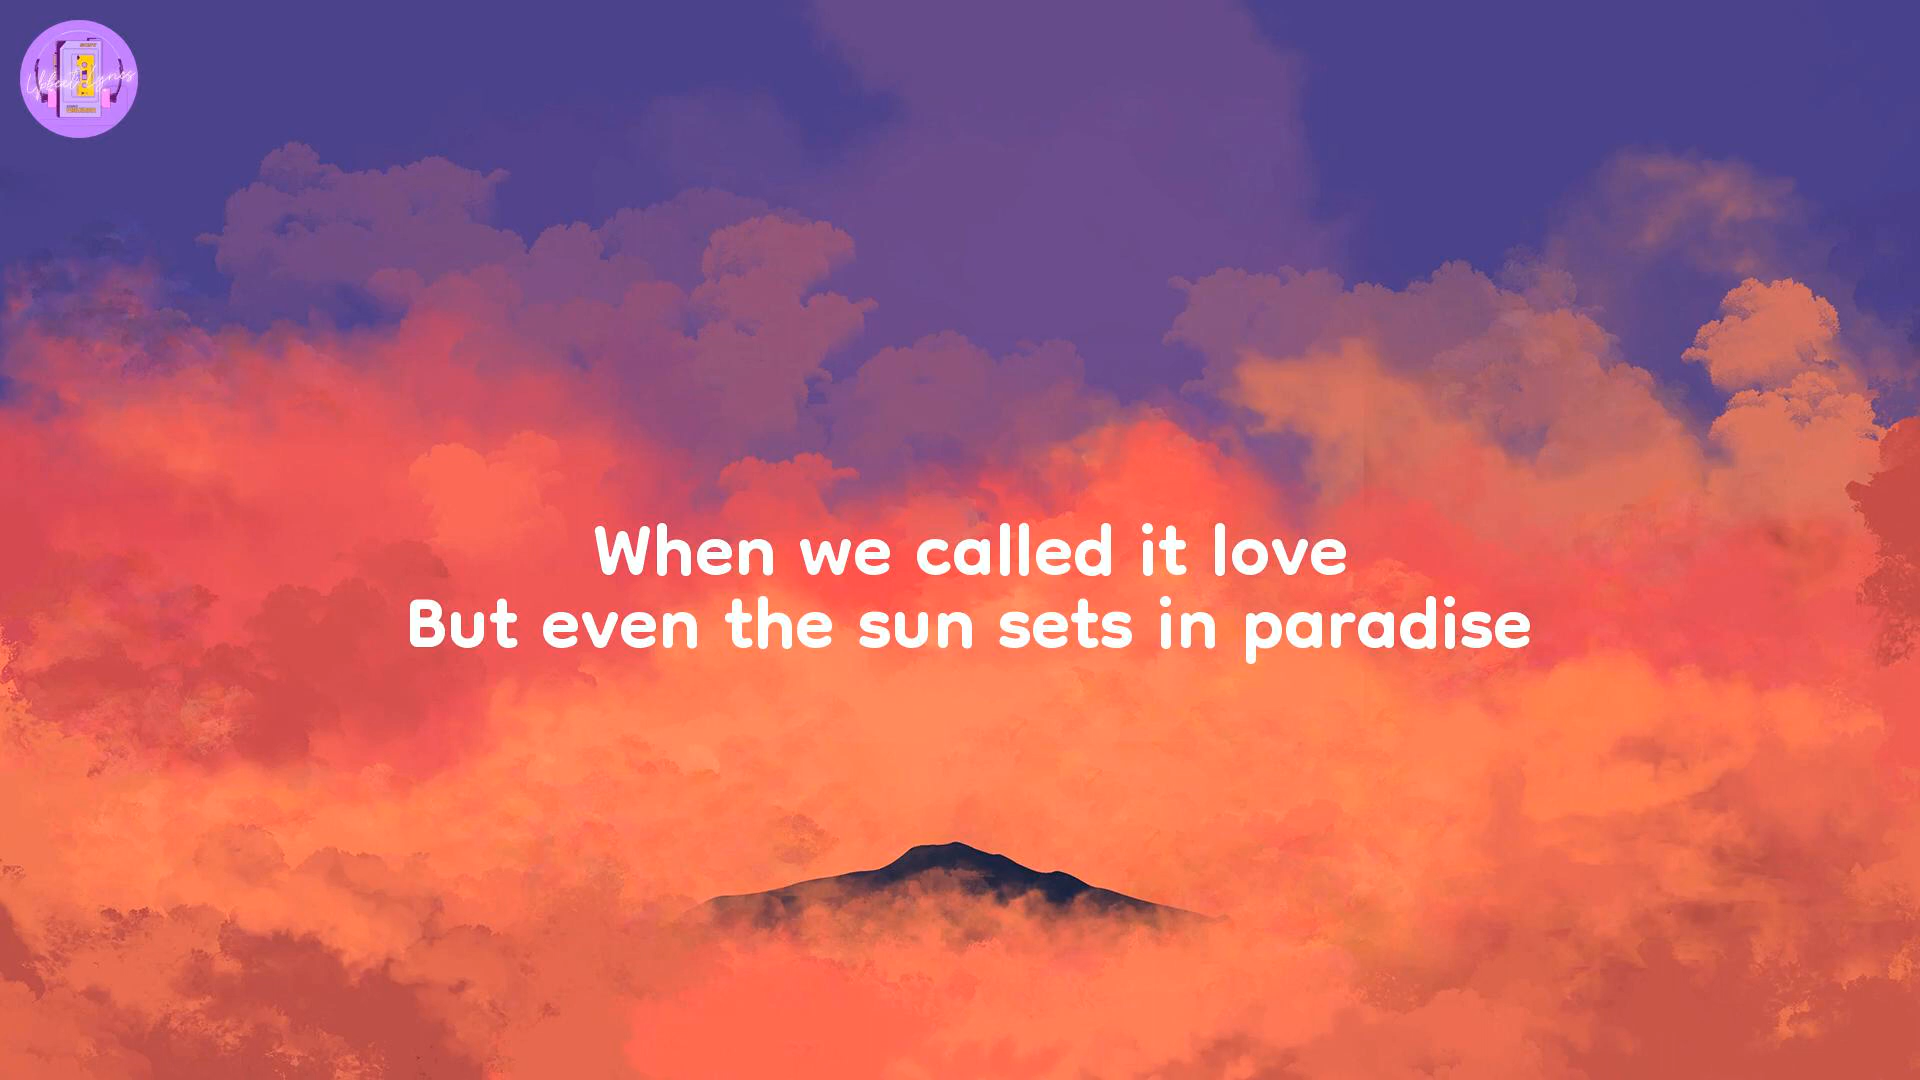 When we called it love
But even the sun sets in paradise